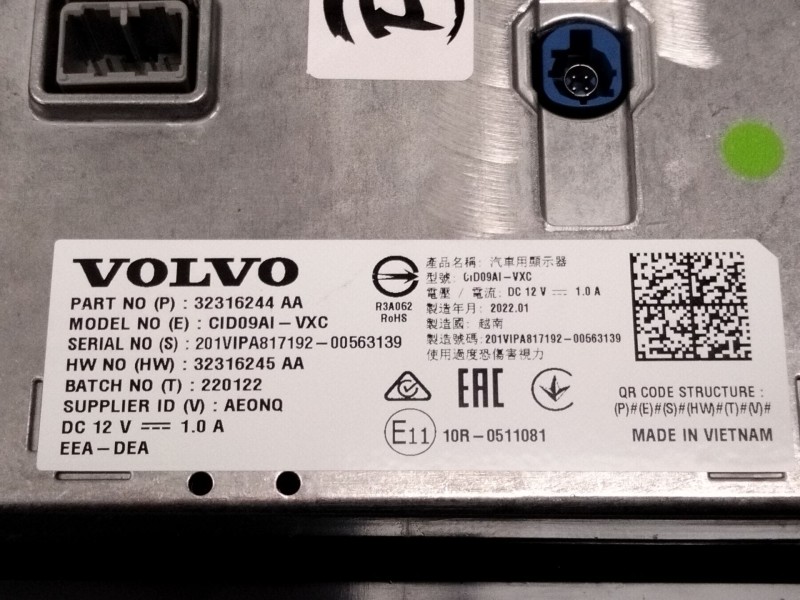 VOLVO
PART NO (P) : 32316244 AA
MODEL NO (E) : CID09AI-VXC
SERIAL NO (S) : 201VIPA817192-00563139
HW NO (HW) : 32316245 AA
BATCH NO (T) : 220122
SUPPLIER ID (V) : AEONQ
DC 12 V ⎓ 1.0 A
EEA-DEA
R3A062
RoHS
產品名稱: 汽車用顯示器
型號: CID09AI-VXC
電壓 / 電流: DC 12 V ⎓ 1.0 A
製造年月: 2022.01
製造國: 越南
製造號碼: 201VIPA817192-00563139
使用過度恐傷害視力
EAC
E11 10R-0511081
QR CODE STRUCTURE :
(P)#(E)#(S)#(HW)#(T)#(V)#
MADE IN VIETNAM